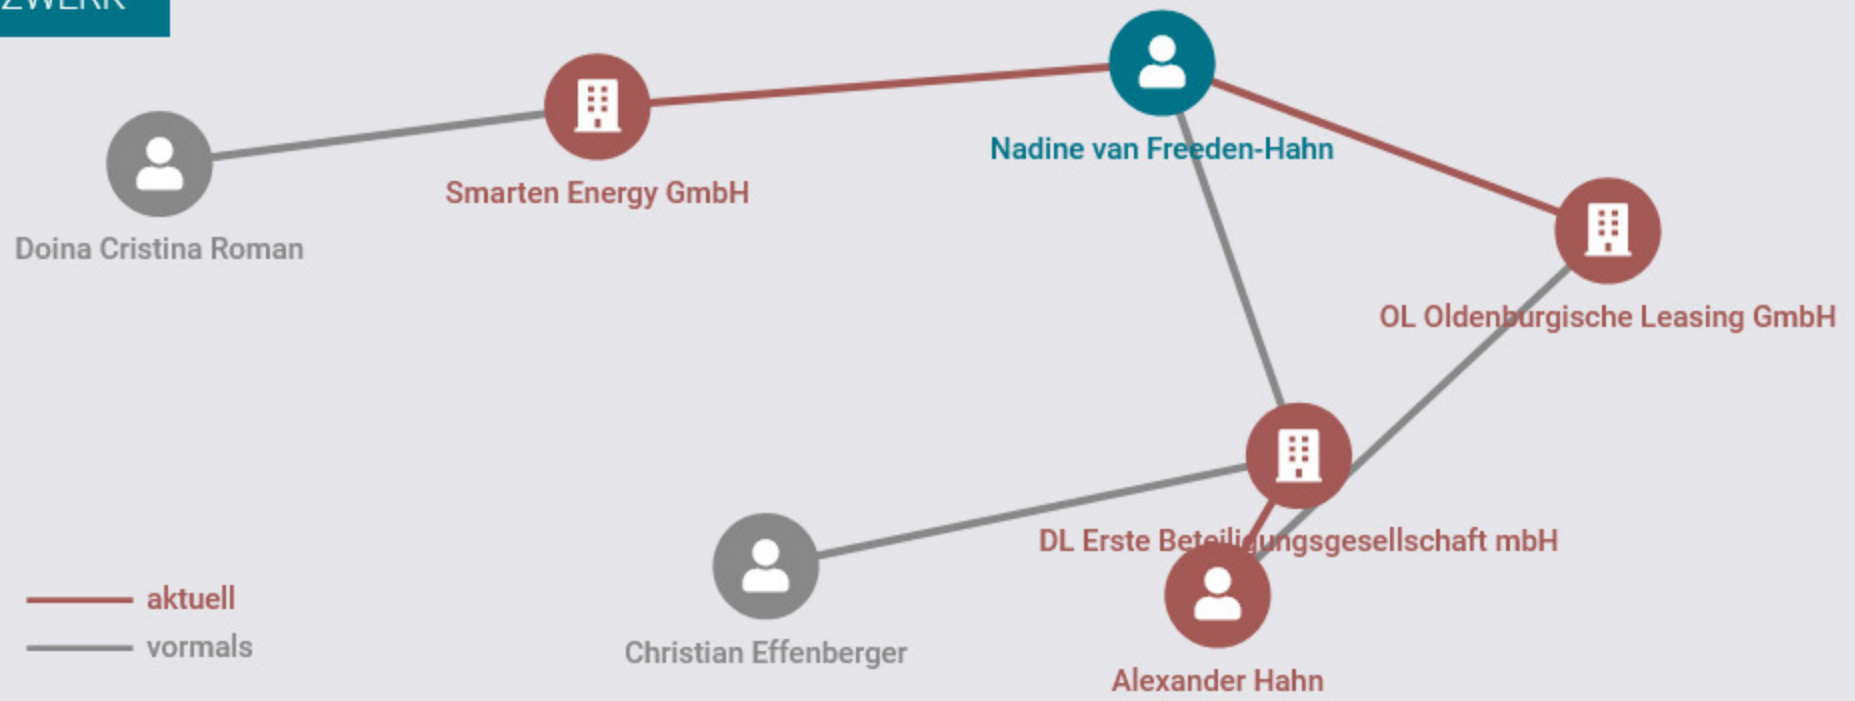 ZWERK
Nadine van Freeden-Hahn
Smarten Energy GmbH
Doina Cristina Roman
OL Oldenburgische Leasing GmbH
DL Erste Beteiligungsgesellschaft mbH
Christian Effenberger
Alexander Hahn
aktuell
vormals